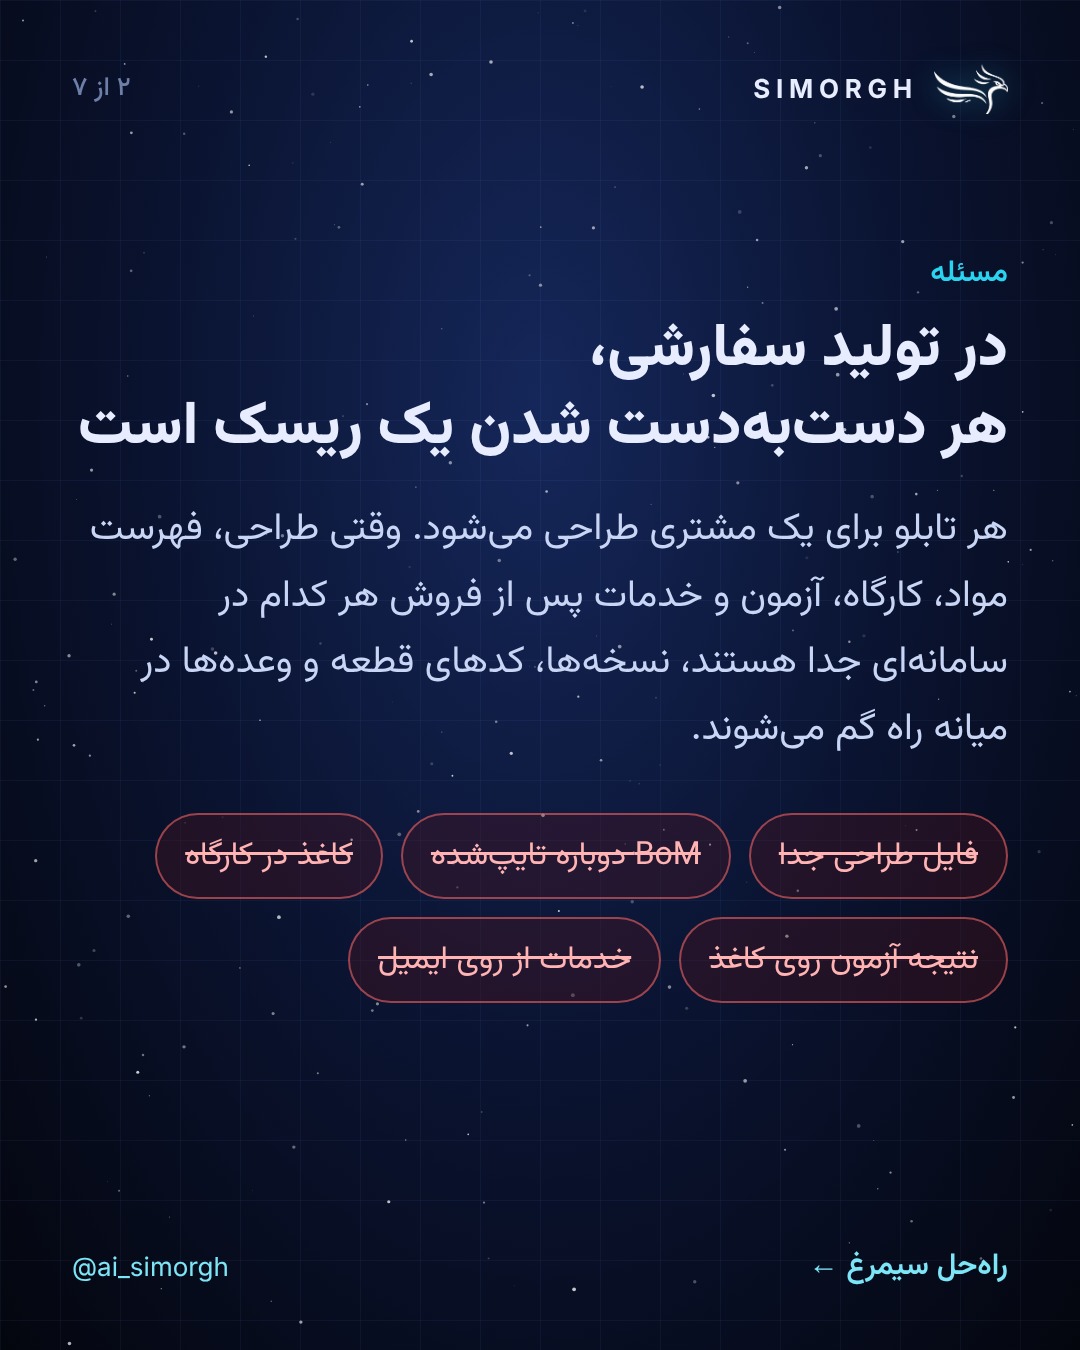 SIMORGH
۲ از ۷
مسئله
در تولید سفارشی،
هر دست‌به‌دست شدن یک ریسک است
هر تابلو برای یک مشتری طراحی می‌شود. وقتی طراحی، فهرست
مواد، کارگاه، آزمون و خدمات پس از فروش هر کدام در
سامانه‌ای جدا هستند، نسخه‌ها، کدهای قطعه و وعده‌ها در
میانه راه گم می‌شوند.
فایل طراحی جدا
BoM دوباره تایپ‌شده
کاغذ در کارگاه
نتیجه آزمون روی کاغذ
خدمات از روی ایمیل
راه‌حل سیمرغ ←
@ai_simorgh